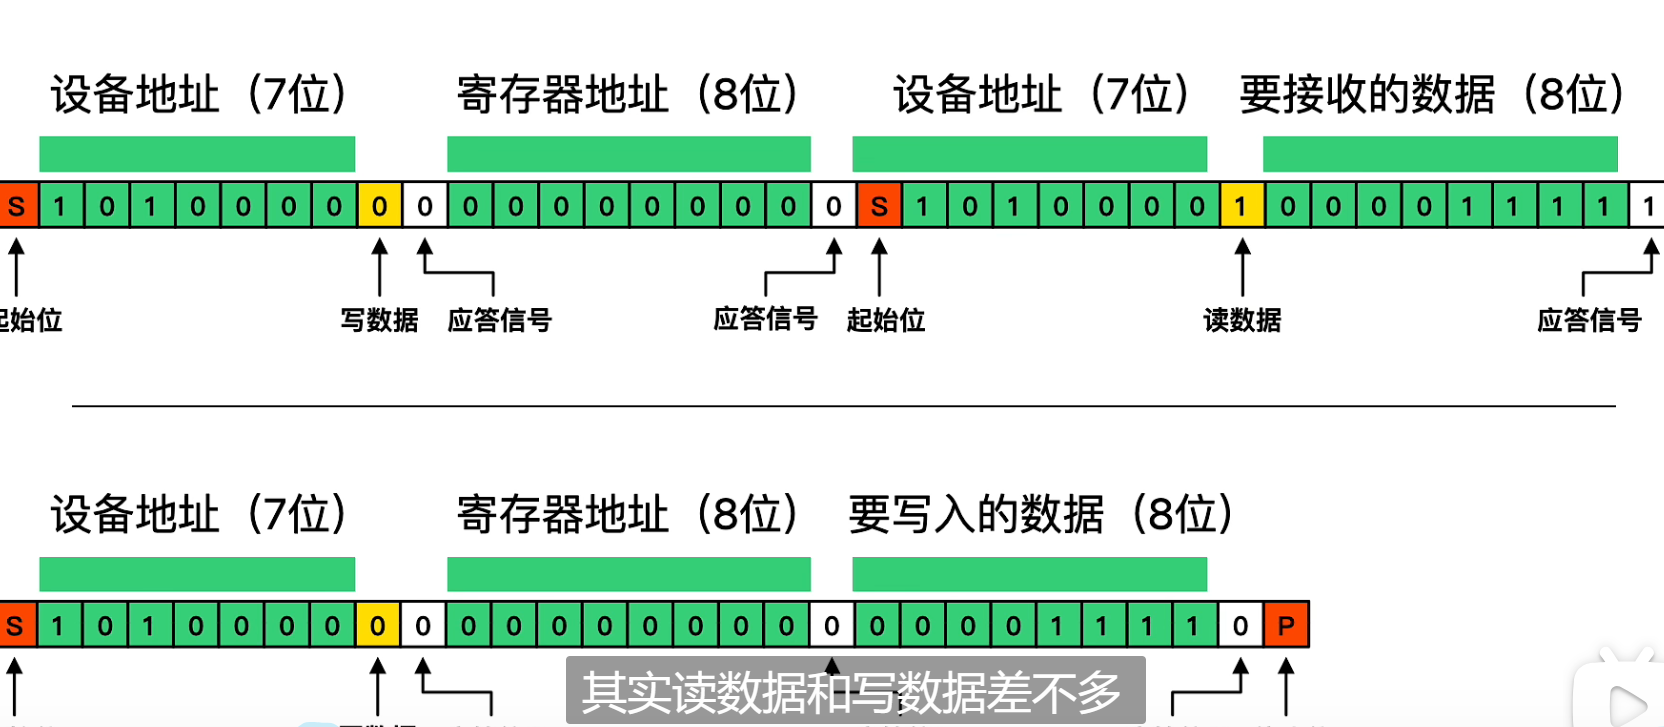 设备地址（7位） 寄存器地址（8位） 设备地址（7位） 要接收的数据（8位）
S 1 0 1 0 0 0 0 0 0 0 0 0 0 0 0 0 0 0 S 1 0 1 0 0 0 0 1 0 0 0 0 1 1 1 1 1
起始位 写数据 应答信号 应答信号 起始位 读数据 应答信号
设备地址（7位） 寄存器地址（8位） 要写入的数据（8位）
S 1 0 1 0 0 0 0 0 0 0 0 0 0 0 0 0 0 0 0 0 0 0 1 1 1 1 0 P
其实读数据和写数据差不多